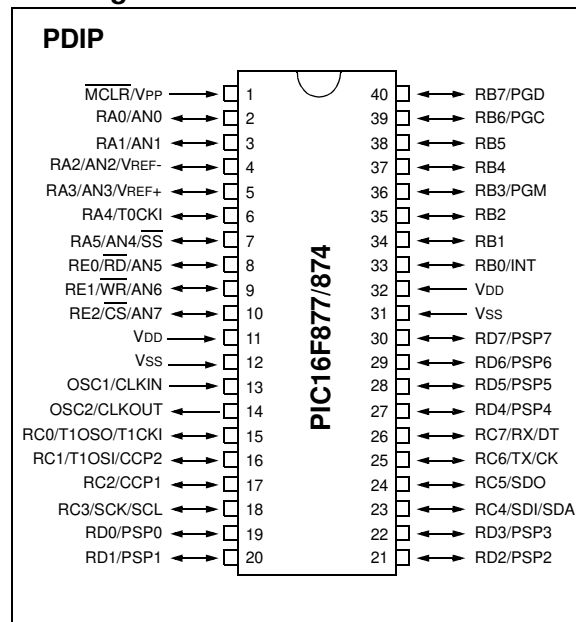 PDIP
M̅C̅L̅R̅/VPP 1 40 RB7/PGD
RA0/AN0 2 39 RB6/PGC
RA1/AN1 3 38 RB5
RA2/AN2/VREF- 4 37 RB4
RA3/AN3/VREF+ 5 36 RB3/PGM
RA4/T0CKI 6 35 RB2
RA5/AN4/S̅S̅ 7 34 RB1
RE0/R̅D̅/AN5 8 33 RB0/INT
RE1/W̅R̅/AN6 9 32 VDD
RE2/C̅S̅/AN7 10 31 VSS
VDD 11 30 RD7/PSP7
VSS 12 29 RD6/PSP6
OSC1/CLKIN 13 28 RD5/PSP5
OSC2/CLKOUT 14 27 RD4/PSP4
RC0/T1OSO/T1CKI 15 26 RC7/RX/DT
RC1/T1OSI/CCP2 16 25 RC6/TX/CK
RC2/CCP1 17 24 RC5/SDO
RC3/SCK/SCL 18 23 RC4/SDI/SDA
RD0/PSP0 19 22 RD3/PSP3
RD1/PSP1 20 21 RD2/PSP2
PIC16F877/874